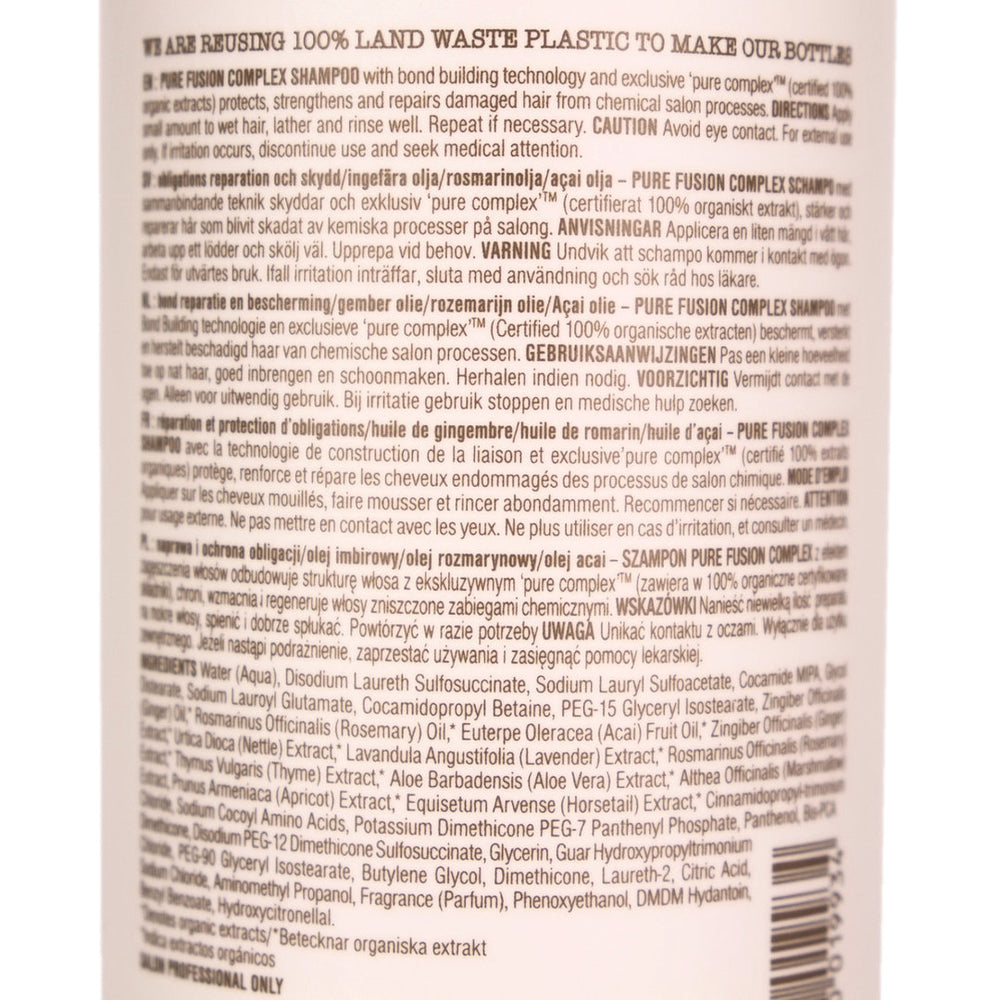 WE ARE REUSING 100% LAND WASTE PLASTIC TO MAKE OUR BOTTLES
EN : PURE FUSION COMPLEX SHAMPOO with bond building technology and exclusive 'pure complex'™ (certified 100%
organic extracts) protects, strengthens and repairs damaged hair from chemical salon processes. DIRECTIONS Apply
small amount to wet hair, lather and rinse well. Repeat if necessary. CAUTION Avoid eye contact. For external use
only. If irritation occurs, discontinue use and seek medical attention.
obligations reparation och skydd/ingefära olja/rosmarinolja/açai olja – PURE FUSION COMPLEX SCHAMPO med
sammanbindande teknik skyddar och exklusiv 'pure complex'™ (certifierat 100% organiskt extrakt), stärker och
reparerar hår som blivit skadat av kemiska processer på salong. ANVISNINGAR Applicera en liten mängd i vått hår,
arbeta upp ett lödder och skölj väl. Upprepa vid behov. VARNING Undvik att schampo kommer i kontakt med ögon.
Endast för utvärtes bruk. Ifall irritation inträffar, sluta med användning och sök råd hos läkare.
NL : bond reparatie en bescherming/gember olie/rozemarijn olie/Açai olie – PURE FUSION COMPLEX SHAMPOO met
Bond Building technologie en exclusieve 'pure complex'™ (Certified 100% organische extracten) beschermt, versterkt
en herstelt beschadigd haar van chemische salon processen. GEBRUIKSAANWIJZINGEN Pas een kleine hoeveelheid
toe op nat haar, goed inbrengen en schoonmaken. Herhalen indien nodig. VOORZICHTIG Vermijdt contact met de
ogen. Alleen voor uitwendig gebruik. Bij irritatie gebruik stoppen en medische hulp zoeken.
FR : réparation et protection d'obligations/huile de gingembre/huile de romarin/huile d'açai – PURE FUSION COMPLEX
SHAMPOO avec la technologie de construction de la liaison et exclusive'pure complex'™ (certifié 100% extraits
organiques) protège, renforce et répare les cheveux endommagés des processus de salon chimique. MODE D'EMPLOI
Appliquer sur les cheveux mouillés, faire mousser et rincer abondamment. Recommencer si nécessaire. ATTENTION
pour usage externe. Ne pas mettre en contact avec les yeux. Ne plus utiliser en cas d'irritation, et consulter un médecin.
PL : naprawa i ochrona obligacji/olej imbirowy/olej rozmarynowy/olej acai – SZAMPON PURE FUSION COMPLEX z efektem
zagęszczenia włosów odbudowuje strukturę włosa z ekskluzywnym 'pure complex'™ (zawiera w 100% organiczne certyfikowane
składniki), chroni, wzmacnia i regeneruje włosy zniszczone zabiegami chemicznymi. WSKAZÓWKI Nanieść niewielką ilość preparatu
na mokre włosy, spienić i dobrze spłukać. Powtórzyć w razie potrzeby UWAGA Unikać kontaktu z oczami. Wyłącznie dla użytku
zewnętrznego. Jeżeli nastąpi podrażnienie, zaprzestać używania i zasięgnąć pomocy lekarskiej.
INGREDIENTS Water (Aqua), Disodium Laureth Sulfosuccinate, Sodium Lauryl Sulfoacetate, Cocamide MIPA, Glycol
Distearate, Sodium Lauroyl Glutamate, Cocamidopropyl Betaine, PEG-15 Glyceryl Isostearate, Zingiber Officinalis
(Ginger) Oil,* Rosmarinus Officinalis (Rosemary) Oil,* Euterpe Oleracea (Acai) Fruit Oil,* Zingiber Officinalis (Ginger)
Extract,* Urtica Dioca (Nettle) Extract,* Lavandula Angustifolia (Lavender) Extract,* Rosmarinus Officinalis (Rosemary)
Extract,* Thymus Vulgaris (Thyme) Extract,* Aloe Barbadensis (Aloe Vera) Extract,* Althea Officinalis (Marshmallow)
Extract, Prunus Armeniaca (Apricot) Extract,* Equisetum Arvense (Horsetail) Extract,* Cinnamidopropyl-trimonium
Chloride, Sodium Cocoyl Amino Acids, Potassium Dimethicone PEG-7 Panthenyl Phosphate, Panthenol, Bis-PCA
Dimethicone, Disodium PEG-12 Dimethicone Sulfosuccinate, Glycerin, Guar Hydroxypropyltrimonium
Chloride, PEG-90 Glyceryl Isostearate, Butylene Glycol, Dimethicone, Laureth-2, Citric Acid,
Sodium Chloride, Aminomethyl Propanol, Fragrance (Parfum), Phenoxyethanol, DMDM Hydantoin,
Benzyl Benzoate, Hydroxycitronellal.
*Denotes organic extracts/*Betecknar organiska extrakt
*Indica extractos orgánicos
SALON PROFESSIONAL ONLY